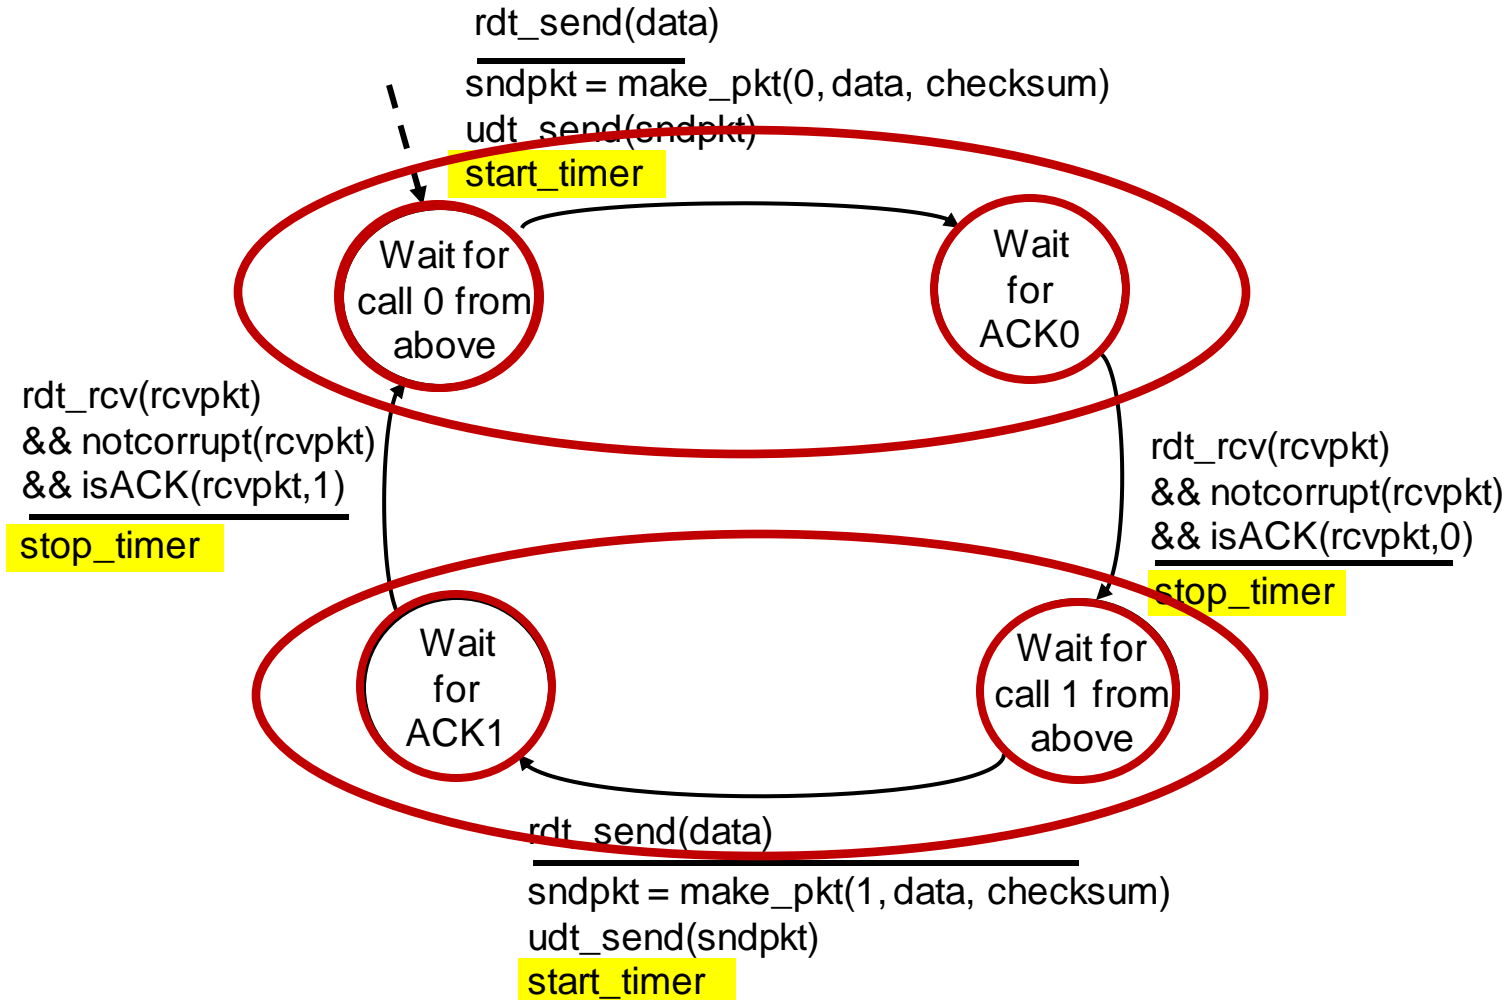 rdt_send(data)
sndpkt = make_pkt(0, data, checksum)
udt_send(sndpkt)
start_timer
Wait for
call 0 from
above
Wait
for
ACK0
rdt_rcv(rcvpkt)
&& notcorrupt(rcvpkt)
&& isACK(rcvpkt,1)
stop_timer
rdt_rcv(rcvpkt)
&& notcorrupt(rcvpkt)
&& isACK(rcvpkt,0)
stop_timer
Wait
for
ACK1
Wait for
call 1 from
above
rdt_send(data)
sndpkt = make_pkt(1, data, checksum)
udt_send(sndpkt)
start_timer